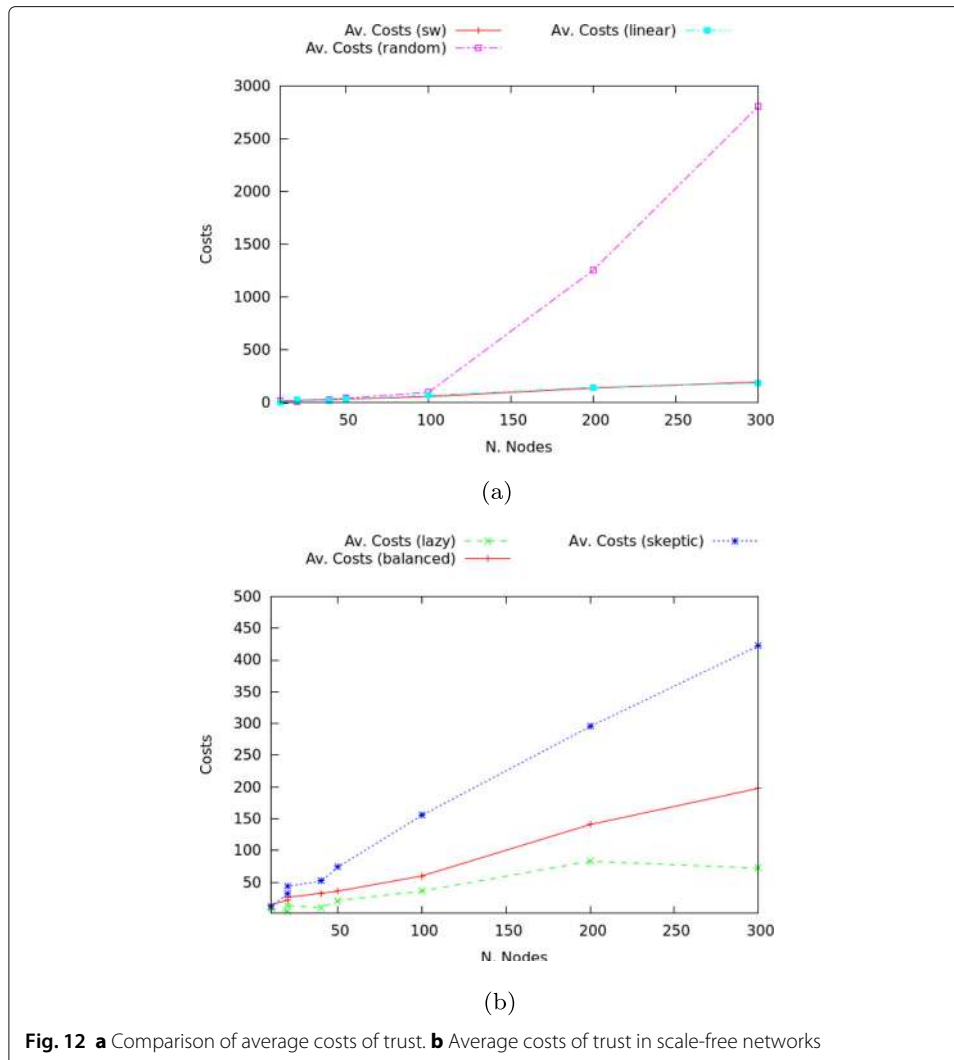 Av. Costs (sw)
Av. Costs (linear)
Av. Costs (random)
3000
2500
2000
1500
1000
500
0
Costs
50
100
150
200
250
300
N. Nodes
(a)
Av. Costs (lazy)
Av. Costs (skeptic)
Av. Costs (balanced)
500
450
400
350
300
250
200
150
100
50
Costs
50
100
150
200
250
300
N. Nodes
(b)
Fig. 12 a Comparison of average costs of trust. b Average costs of trust in scale-free networks